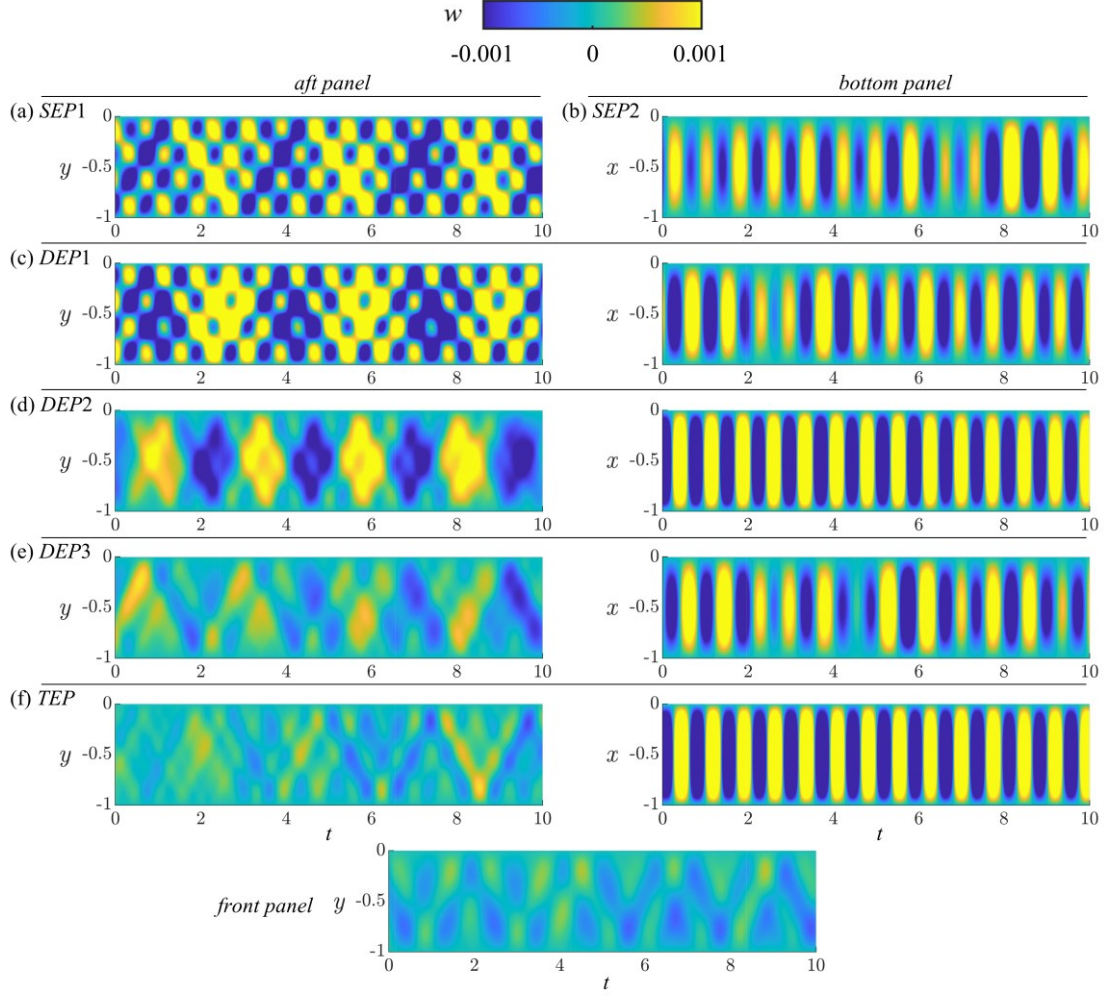 w
-0.001 0 0.001
aft panel bottom panel
(a) SEP1 (b) SEP2
0 0
y -0.5 x -0.5
-1 -1
0 2 4 6 8 10 0 2 4 6 8 10
(c) DEP1
0 0
y -0.5 x -0.5
-1 -1
0 2 4 6 8 10 0 2 4 6 8 10
(d) DEP2
0 0
y -0.5 x -0.5
-1 -1
0 2 4 6 8 10 0 2 4 6 8 10
(e) DEP3
0 0
y -0.5 x -0.5
-1 -1
0 2 4 6 8 10 0 2 4 6 8 10
(f) TEP
0 0
y -0.5 x -0.5
-1 -1
0 2 4 6 8 10 0 2 4 6 8 10
t t
0
front panel y -0.5
-1
0 2 4 6 8 10
t